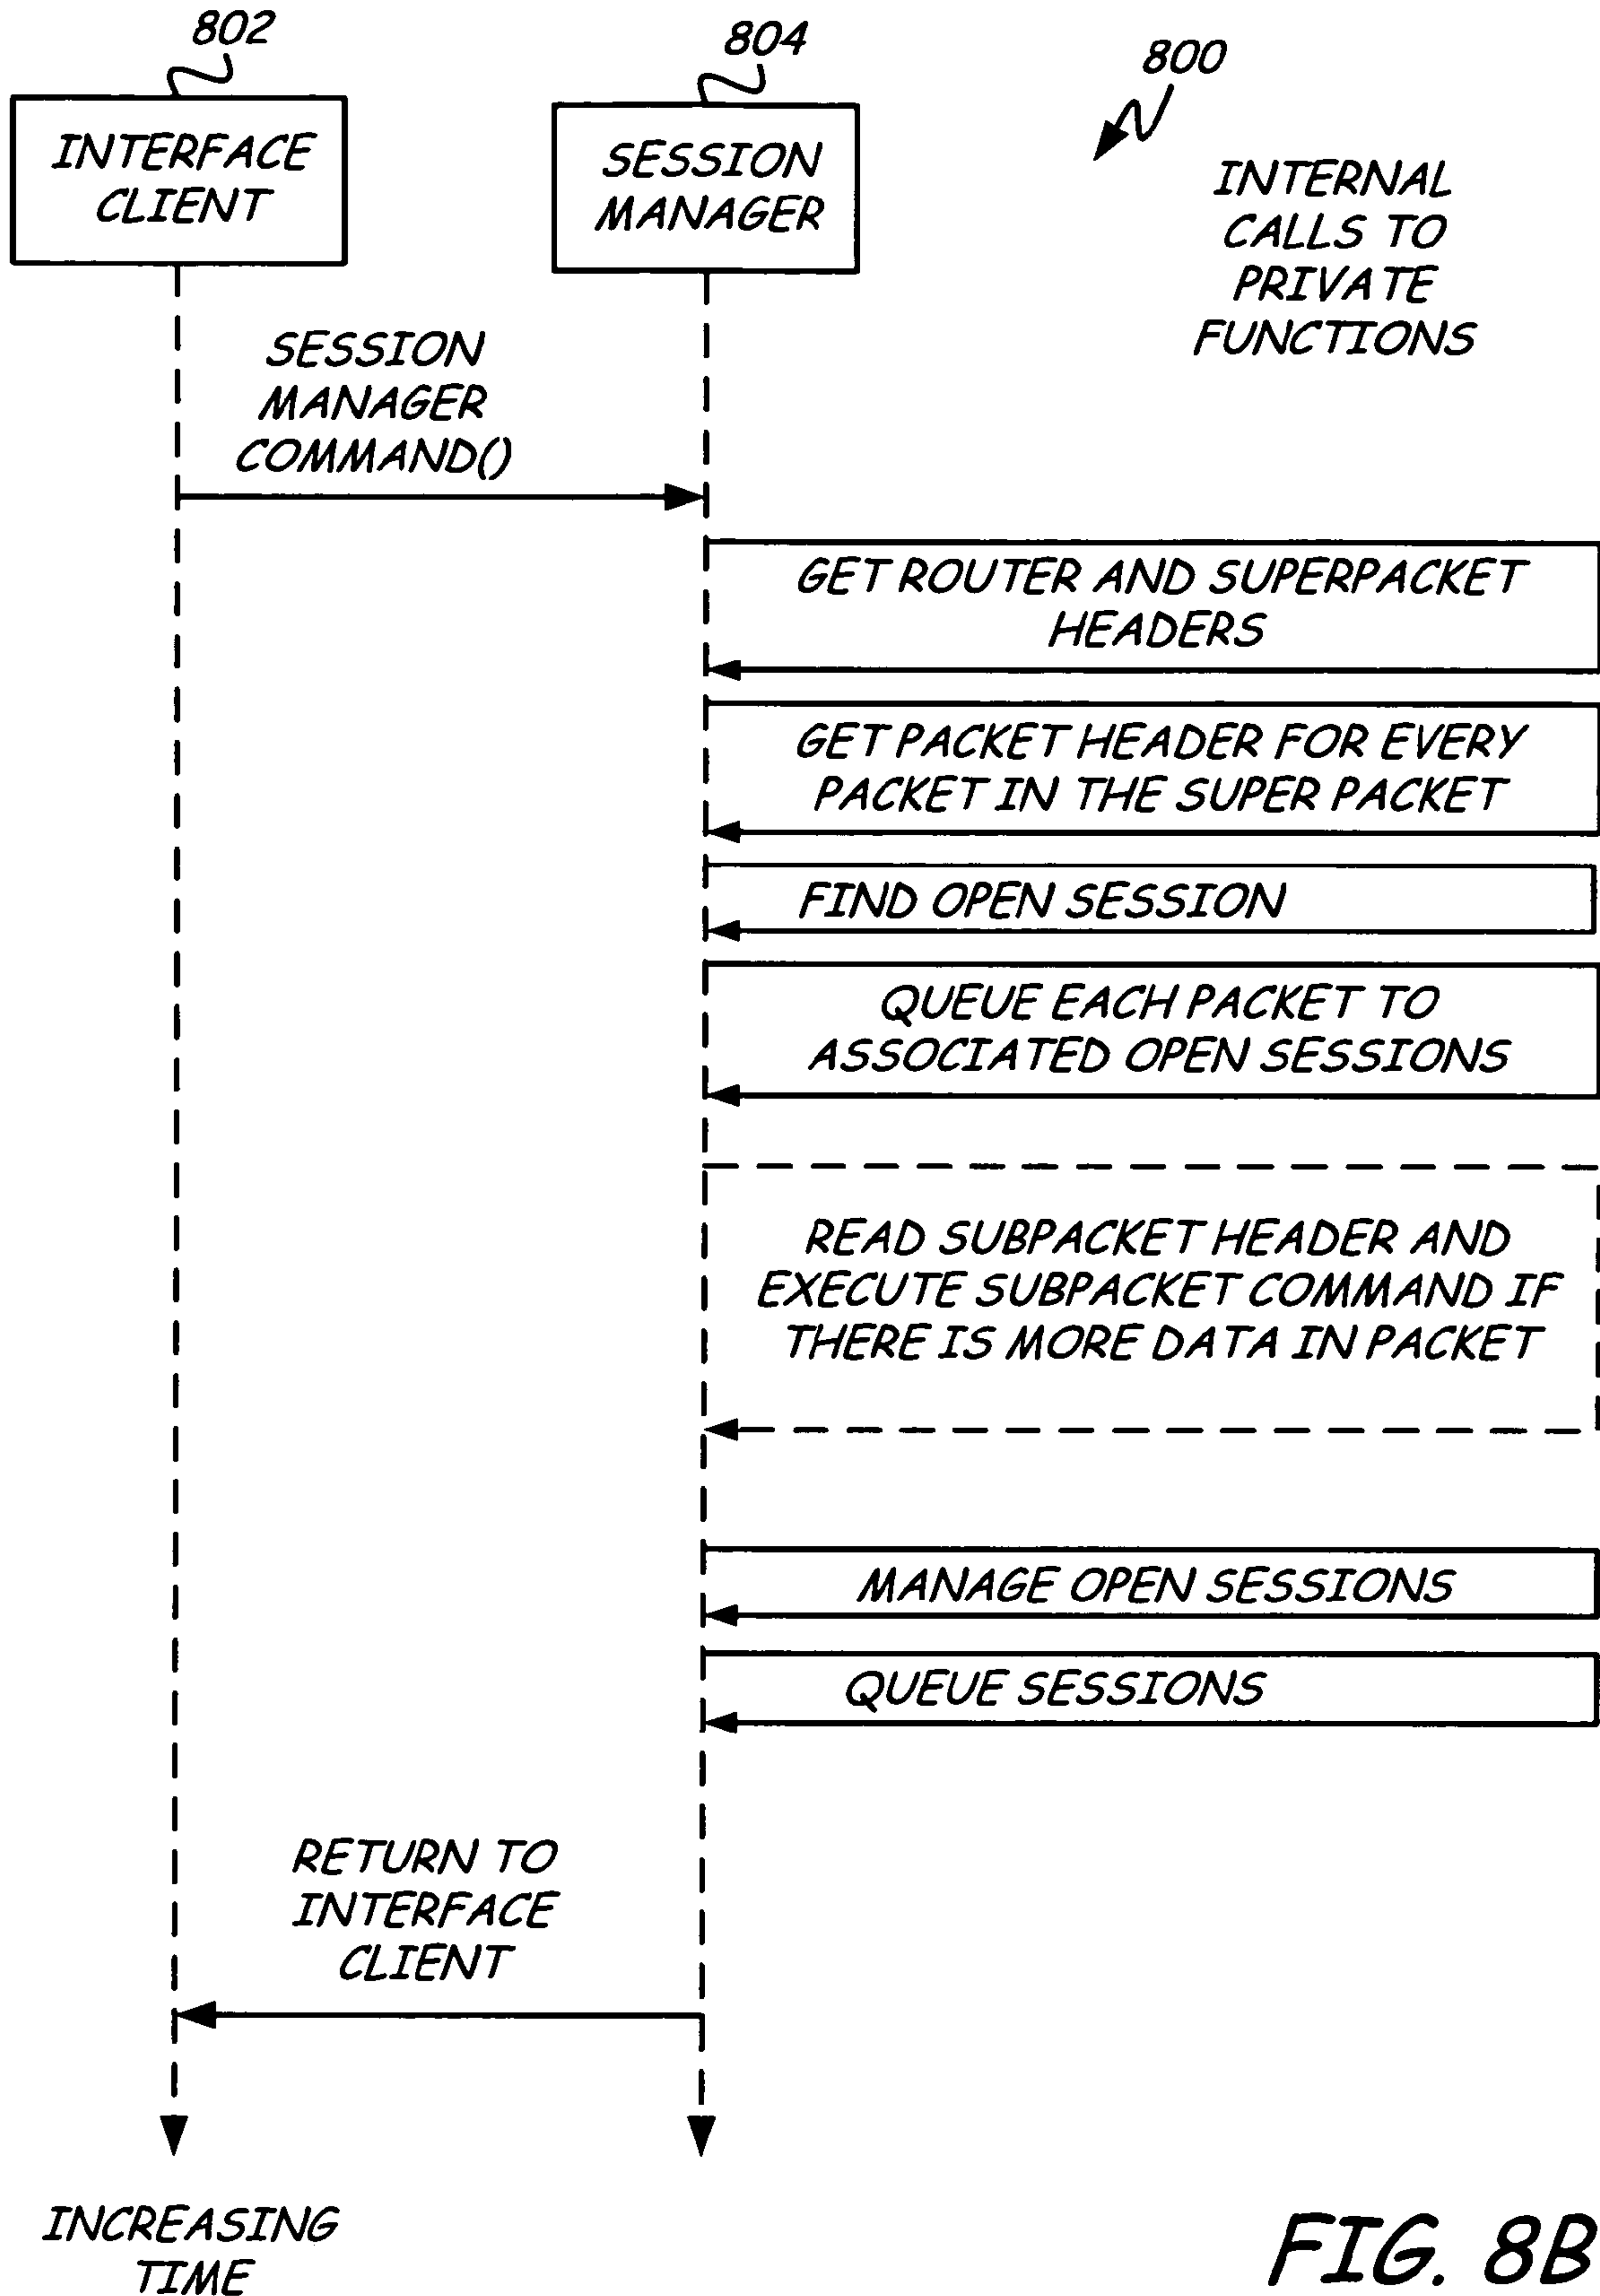 802
804
800
INTERFACE
CLIENT
SESSION
MANAGER
INTERNAL
CALLS TO
PRIVATE
FUNCTIONS
SESSION
MANAGER
COMMAND()
GET ROUTER AND SUPERPACKET
HEADERS
GET PACKET HEADER FOR EVERY
PACKET IN THE SUPER PACKET
FIND OPEN SESSION
QUEUE EACH PACKET TO
ASSOCIATED OPEN SESSIONS
READ SUBPACKET HEADER AND
EXECUTE SUBPACKET COMMAND IF
THERE IS MORE DATA IN PACKET
MANAGE OPEN SESSIONS
QUEUE SESSIONS
RETURN TO
INTERFACE
CLIENT
INCREASING
TIME
FIG. 8B